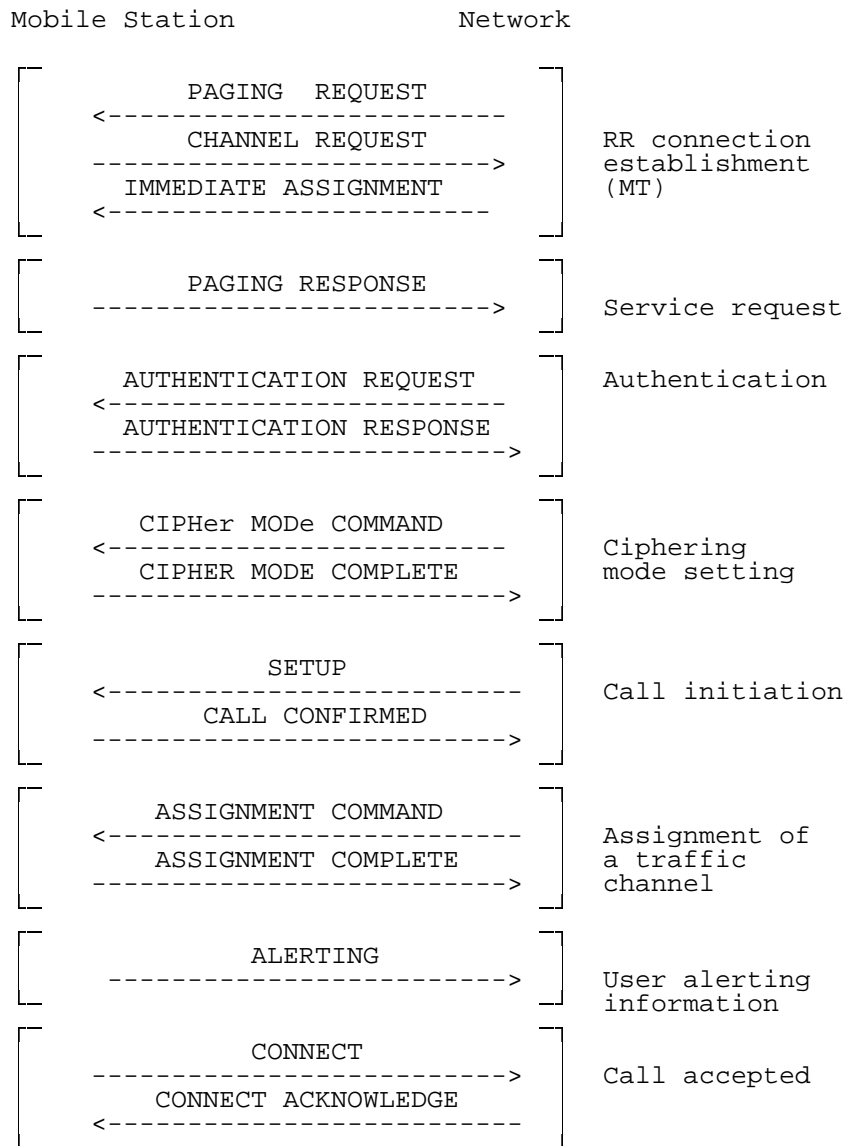 Mobile Station Network
PAGING REQUEST
<-------------------------
CHANNEL REQUEST
------------------------->
RR connection
establishment
IMMEDIATE ASSIGNMENT
(MT)
<------------------------
PAGING RESPONSE
------------------------->
Service request
AUTHENTICATION REQUEST
Authentication
<-------------------------
AUTHENTICATION RESPONSE
-------------------------->
CIPHer MODe COMMAND
<-------------------------
Ciphering
CIPHER MODE COMPLETE
mode setting
-------------------------->
SETUP
<--------------------------
Call initiation
CALL CONFIRMED
-------------------------->
ASSIGNMENT COMMAND
<--------------------------
Assignment of
ASSIGNMENT COMPLETE
a traffic
-------------------------->
channel
ALERTING
------------------------->
User alerting
information
CONNECT
-------------------------->
Call accepted
CONNECT ACKNOWLEDGE
<--------------------------